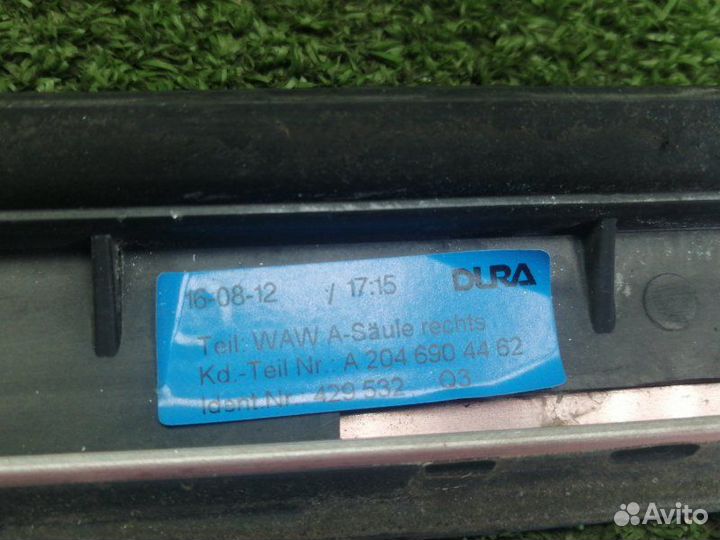 16-08-12 / 17:15 DURA
Teil: WAW A-Säule rechts
Kd.-Teil Nr.: A 204 690 44 62
Ident.Nr.: 429 532 Q3
Avito